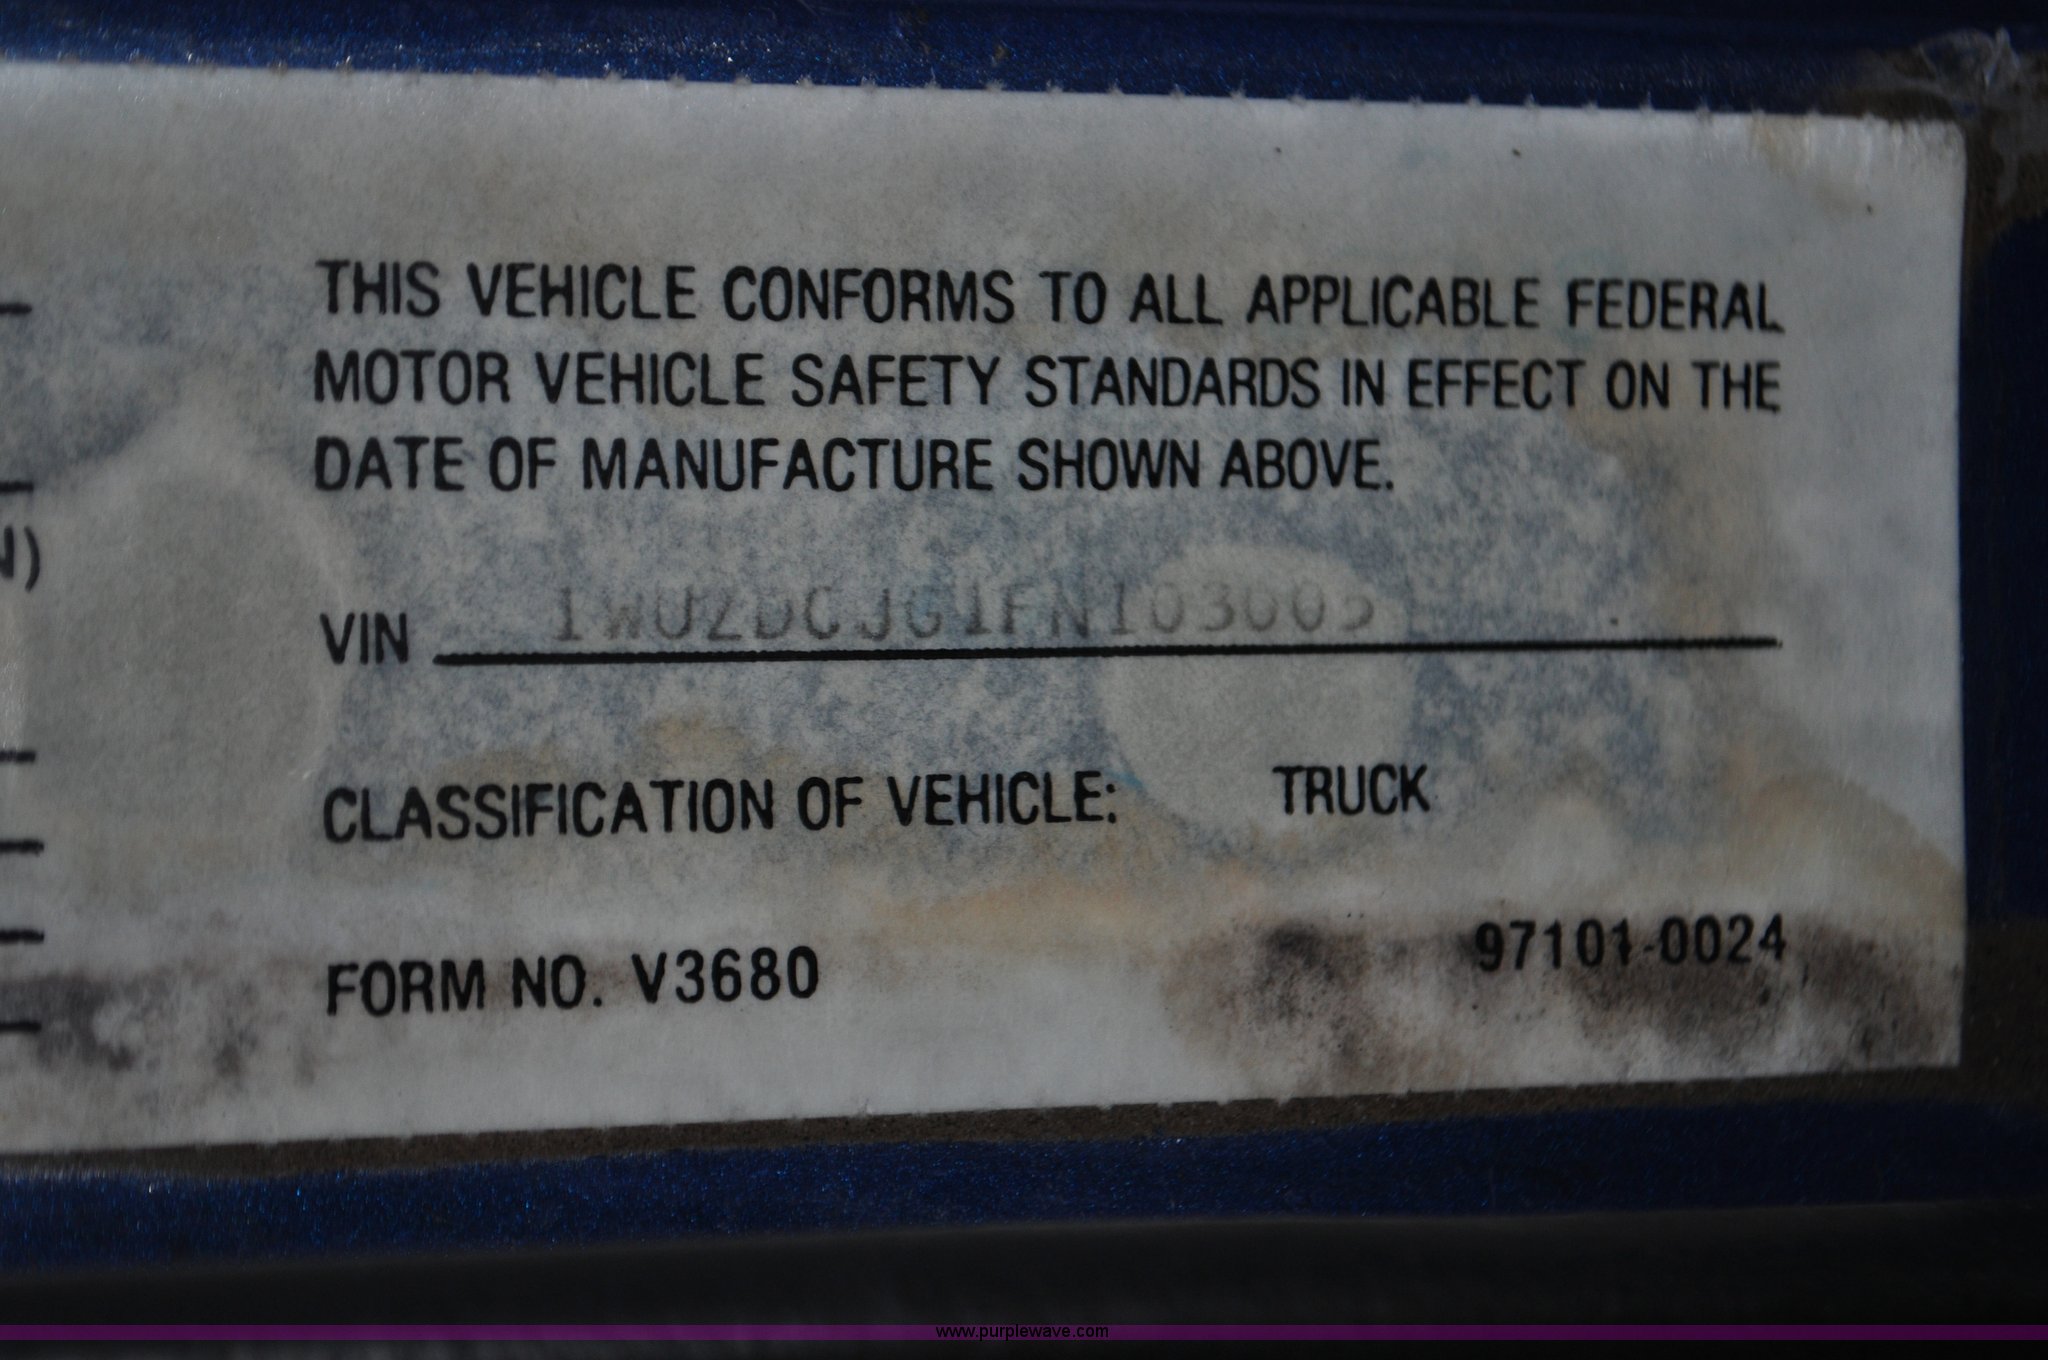 THIS VEHICLE CONFORMS TO ALL APPLICABLE FEDERAL
MOTOR VEHICLE SAFETY STANDARDS IN EFFECT ON THE
DATE OF MANUFACTURE SHOWN ABOVE.
VIN 1WUZDCJG1FN103005
CLASSIFICATION OF VEHICLE: TRUCK
FORM NO. V3680 97101-0024
www.purplewave.com